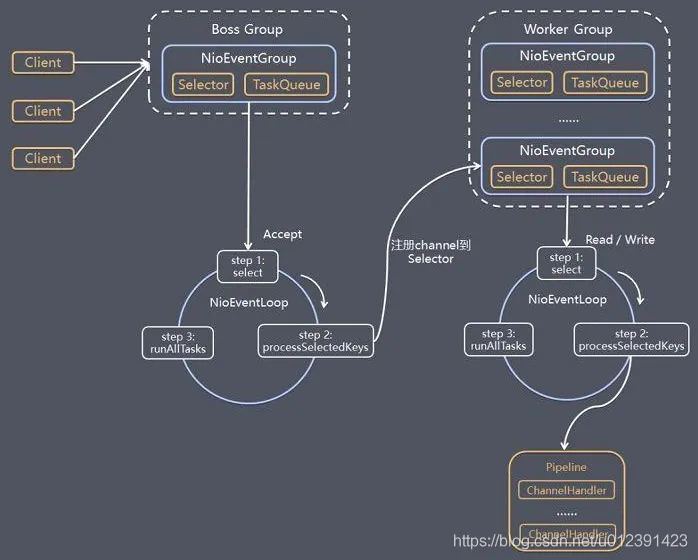 Boss Group
NioEventGroup
Selector
TaskQueue
Client
Client
Client
Accept
step 1:
select
NioEventLoop
step 2:
processSelectedKeys
step 3:
runAllTasks
注册channel到
Selector
Worker Group
NioEventGroup
Selector
TaskQueue
......
NioEventGroup
Selector
TaskQueue
Read / Write
step 1:
select
NioEventLoop
step 2:
processSelectedKeys
step 3:
runAllTasks
Pipeline
ChannelHandler
......
ChannelHandler
https://blog.csdn.net/u012391423